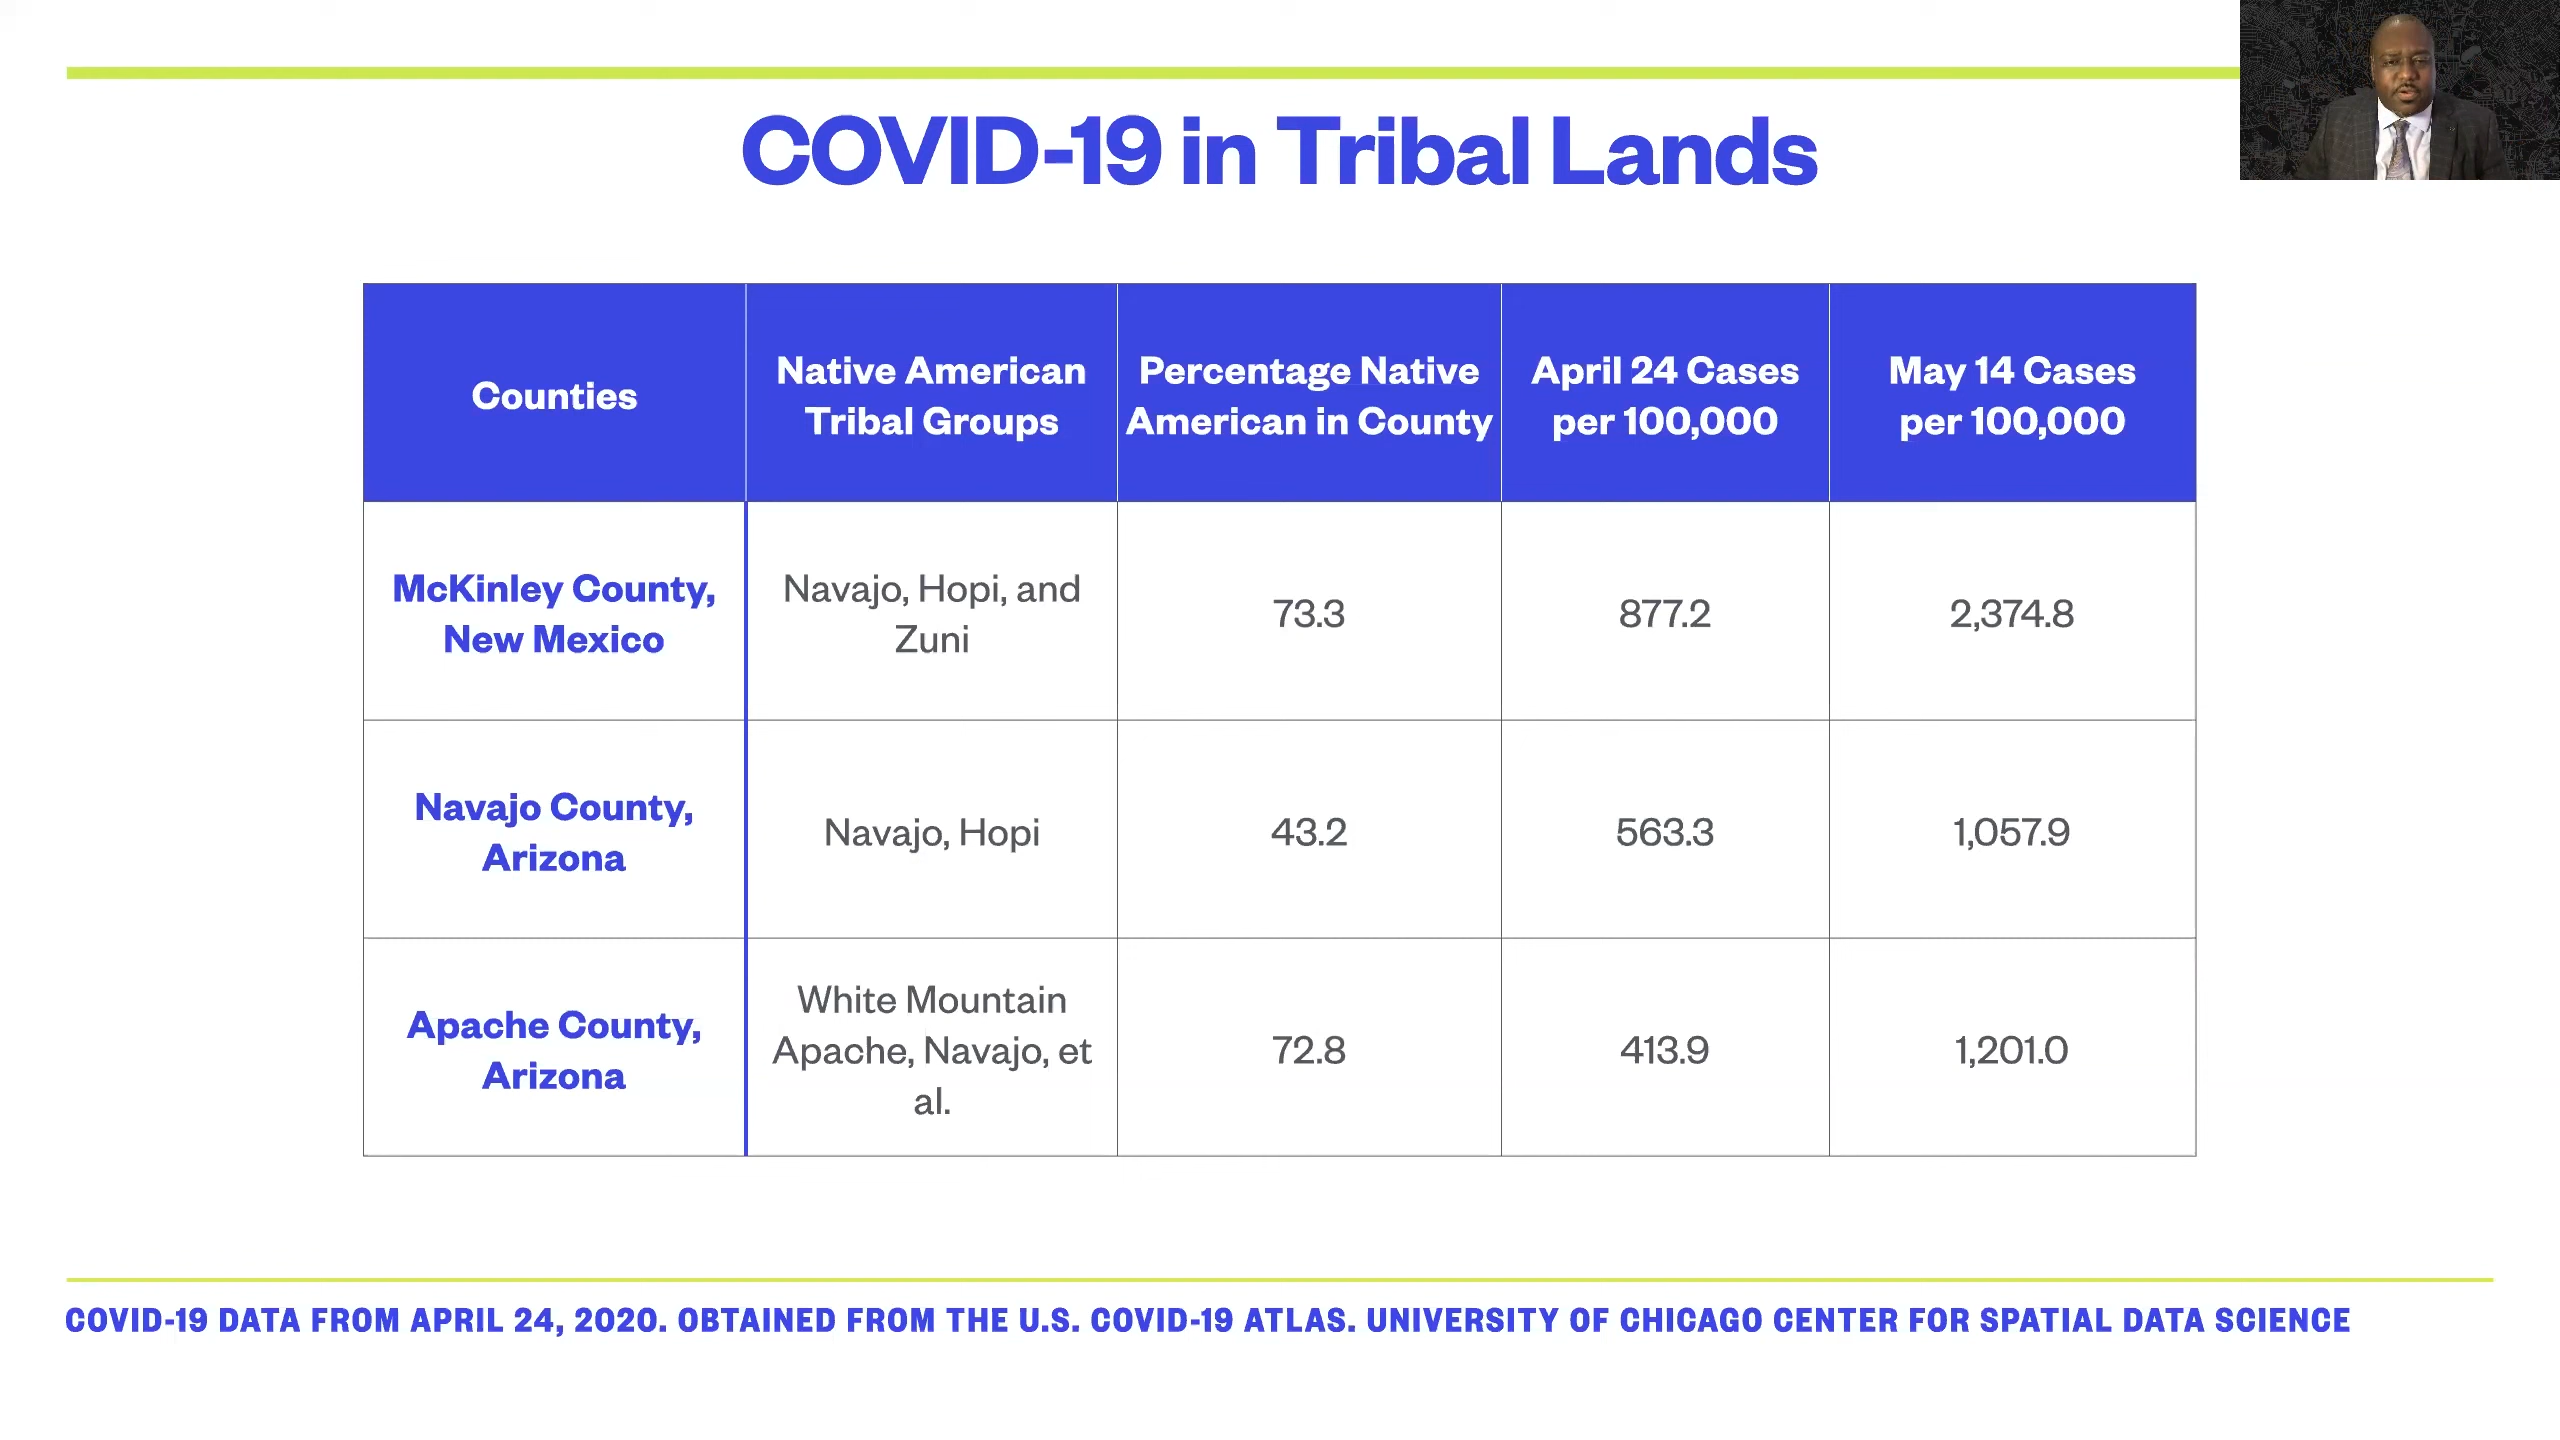 COVID-19 in Tribal Lands
Counties
Native American
Tribal Groups
Percentage Native
American in County
April 24 Cases
per 100,000
May 14 Cases
per 100,000
McKinley County,
New Mexico
Navajo, Hopi, and
Zuni
73.3
877.2
2,374.8
Navajo County,
Arizona
Navajo, Hopi
43.2
563.3
1,057.9
Apache County,
Arizona
White Mountain
Apache, Navajo, et
al.
72.8
413.9
1,201.0
COVID-19 DATA FROM APRIL 24, 2020. OBTAINED FROM THE U.S. COVID-19 ATLAS. UNIVERSITY OF CHICAGO CENTER FOR SPATIAL DATA SCIENCE